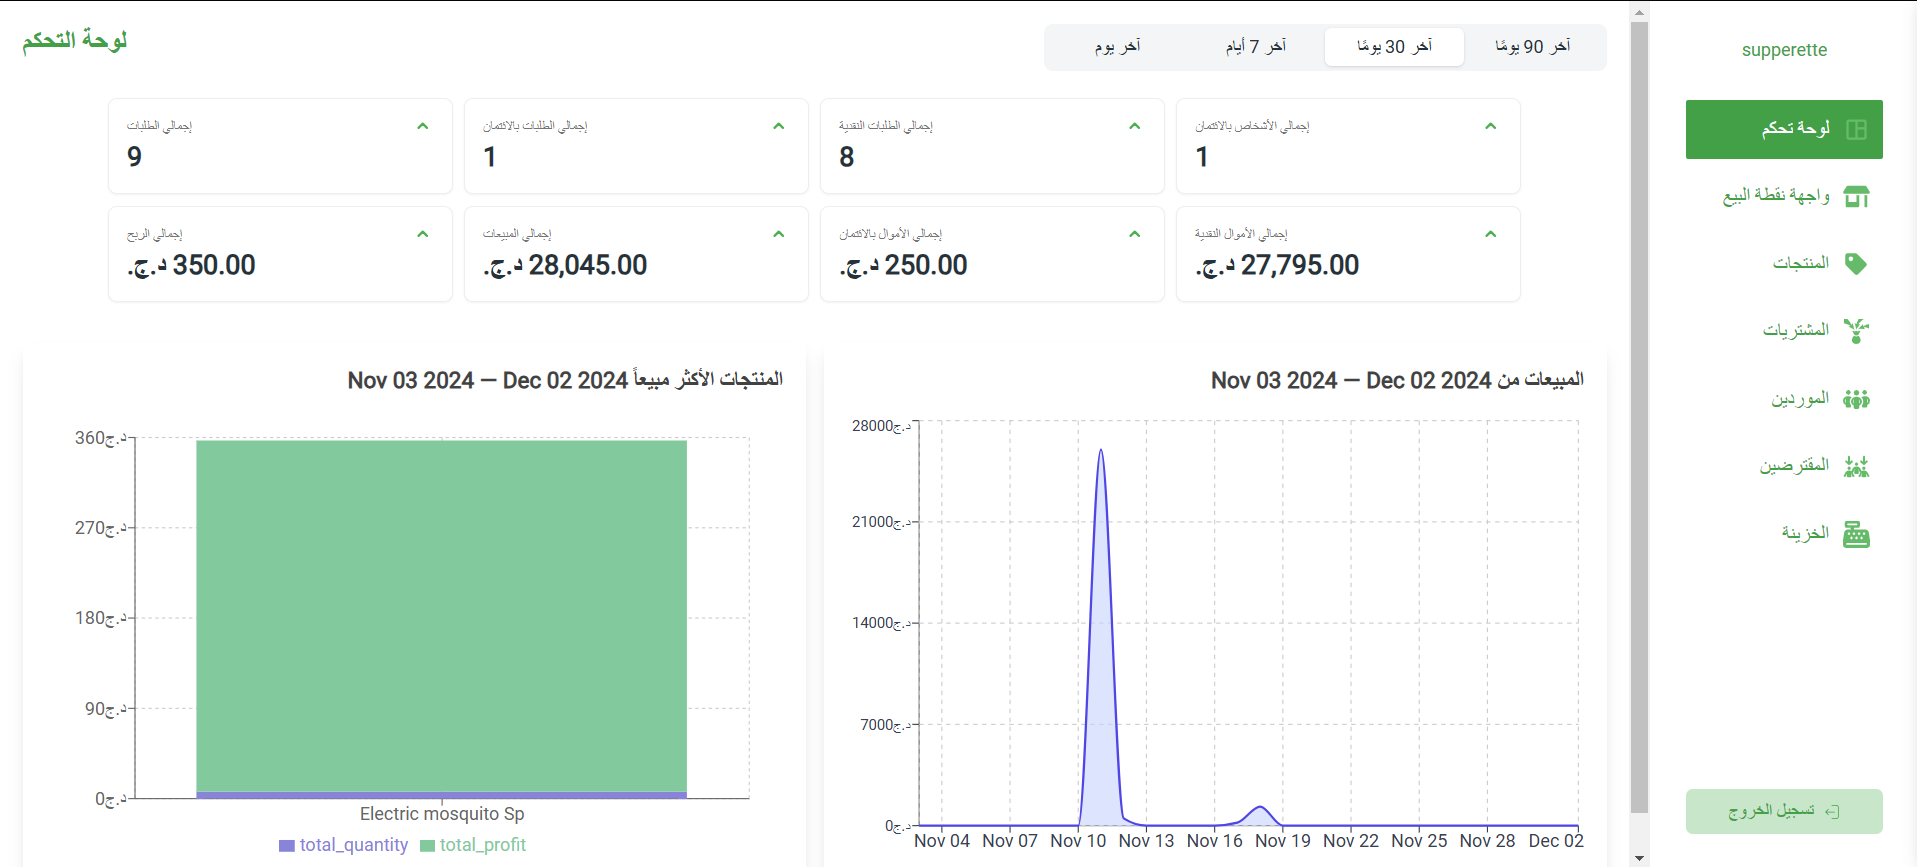 لوحة التحكم
آخر 90 يومًا
آخر 30 يومًا
آخر 7 أيام
آخر يوم
supperette
لوحة تحكم
واجهة نقطة البيع
المنتجات
المشتريات
الموردين
المقترضين
الخزينة
تسجيل الخروج
إجمالي الأشخاص بالائتمان
1
إجمالي الطلبات النقدية
8
إجمالي الطلبات بالائتمان
1
إجمالي الطلبات
9
إجمالي الأموال النقدية
27,795.00 د.ج.
إجمالي الأموال بالائتمان
250.00 د.ج.
إجمالي المبيعات
28,045.00 د.ج.
إجمالي الربح
350.00 د.ج.
المبيعات من Nov 03 2024 — Dec 02 2024
28000د.ج
21000د.ج
14000د.ج
7000د.ج
0د.ج
Nov 04 Nov 07 Nov 10 Nov 13 Nov 16 Nov 19 Nov 22 Nov 25 Nov 28 Dec 02
المنتجات الأكثر مبيعاً Nov 03 2024 — Dec 02 2024
360د.ج
270د.ج
180د.ج
90د.ج
0د.ج
Electric mosquito Sp
total_quantity total_profit